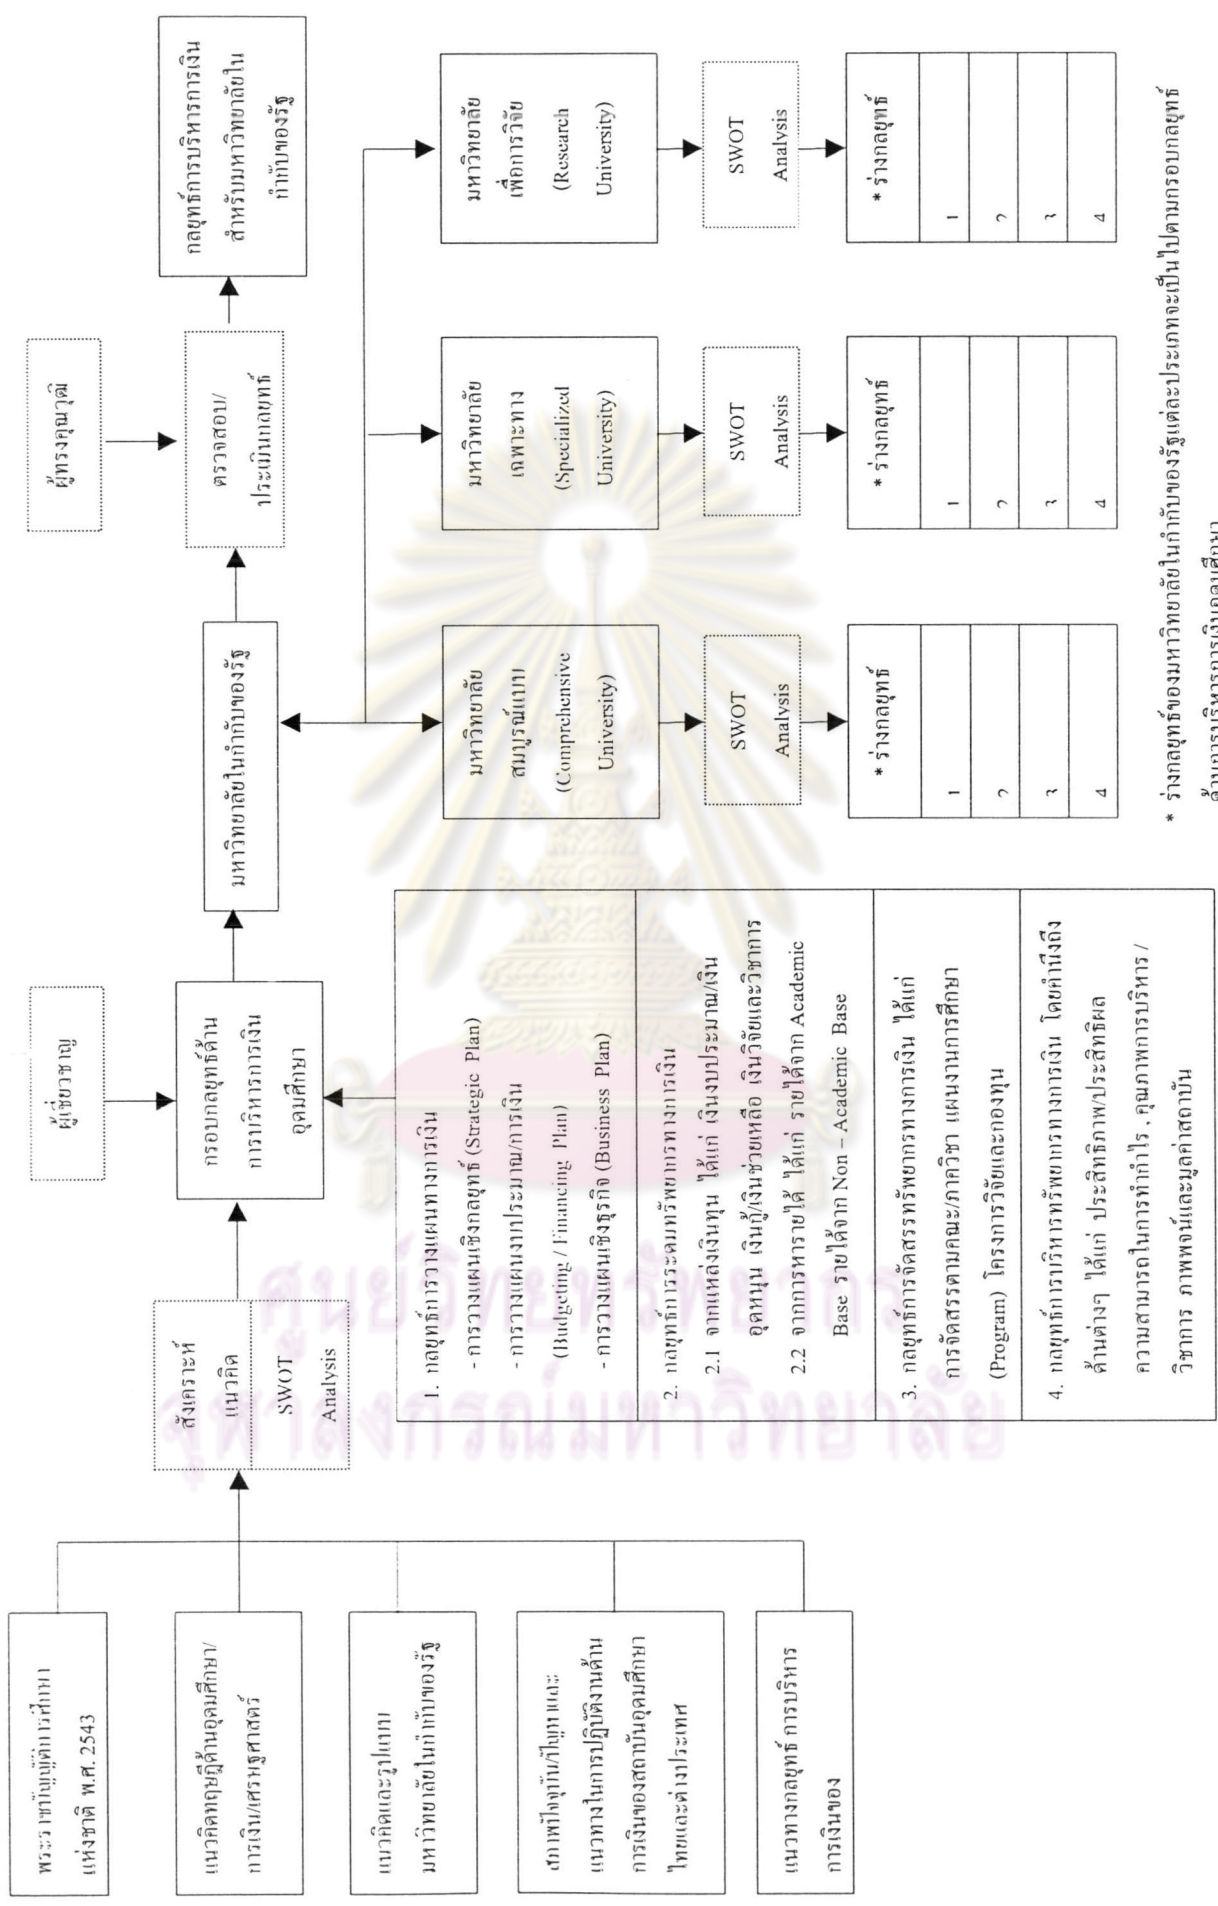 พระราชบัญญัติการศึกษา
แห่งชาติ พ.ศ. 2543
แนวคิดทฤษฎีด้านอุดมศึกษา/
การเงิน/เศรษฐศาสตร์
แนวคิดและรูปแบบ
มหาวิทยาลัยในกำกับของรัฐ
สภาพปัจจุบัน/ปัญหาและ
แนวทางในการปฏิบัติงานด้าน
การเงินของสถาบันอุดมศึกษา
ไทยและต่างประเทศ
แนวทางกลยุทธ์ การบริหาร
การเงินของ
สังเคราะห์
แนวคิด
SWOT
Analysis
ผู้เชี่ยวชาญ
กรอบกลยุทธ์ด้าน
การบริหารการเงิน
อุดมศึกษา
1. กลยุทธ์การวางแผนทางการเงิน
- การวางแผนเชิงกลยุทธ์ (Strategic Plan)
- การวางแผนงบประมาณ/การเงิน
(Budgeting / Financing Plan)
- การวางแผนเชิงธุรกิจ (Business Plan)
2. กลยุทธ์การระดมทรัพยากรทางการเงิน
2.1 จากแหล่งเงินทุน ได้แก่ เงินงบประมาณ/เงิน
อุดหนุน เงินกู้/เงินช่วยเหลือ เงินวิจัยและวิชาการ
2.2 จากการหารายได้ ได้แก่ รายได้จาก Academic
Base รายได้จาก Non – Academic Base
3. กลยุทธ์การจัดสรรทรัพยากรทางการเงิน ได้แก่
การจัดสรรตามคณะ/ภาควิชา แผนงานการศึกษา
(Program) โครงการวิจัยและกองทุน
4. กลยุทธ์การบริหารทรัพยากรทางการเงิน โดยคำนึงถึง
ด้านต่างๆ ได้แก่ ประสิทธิภาพ/ประสิทธิผล
ความสามารถในการทำกำไร, คุณภาพการบริหาร /
วิชาการ ภาพพจน์และมูลค่าสถาบัน
มหาวิทยาลัยในกำกับของรัฐ
ผู้ทรงคุณวุฒิ
ตรวจสอบ/
ประเมินกลยุทธ์
กลยุทธ์การบริหารการเงิน
สำหรับมหาวิทยาลัยใน
กำกับของรัฐ
มหาวิทยาลัย
สมบูรณ์แบบ
(Comprehensive
University)
SWOT
Analysis
* ร่างกลยุทธ์
1
2
3
4
มหาวิทยาลัย
เฉพาะทาง
(Specialized
University)
SWOT
Analysis
* ร่างกลยุทธ์
1
2
3
4
มหาวิทยาลัย
เพื่อการวิจัย
(Research
University)
SWOT
Analysis
* ร่างกลยุทธ์
1
2
3
4
* ร่างกลยุทธ์ของมหาวิทยาลัยในกำกับของรัฐแต่ละประเภทจะเป็นไปตามกรอบกลยุทธ์
ด้านการบริหารการเงินอุดมศึกษา
ศูนย์วิทยทรัพยากร
จุฬาลงกรณ์มหาวิทยาลัย